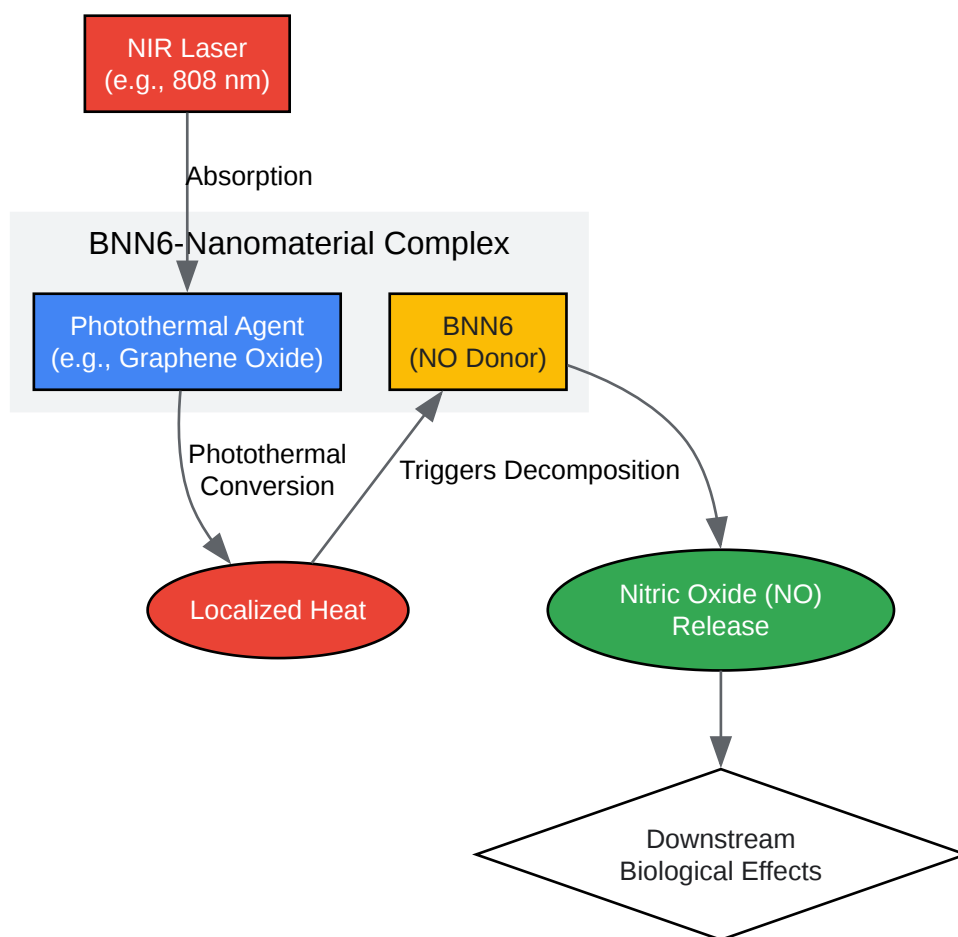 NIR Laser
(e.g., 808 nm)
Absorption
BNN6-Nanomaterial Complex
Photothermal Agent
(e.g., Graphene Oxide)
BNN6
(NO Donor)
Photothermal
Conversion
Triggers Decomposition
Localized Heat
Nitric Oxide (NO)
Release
Downstream
Biological Effects